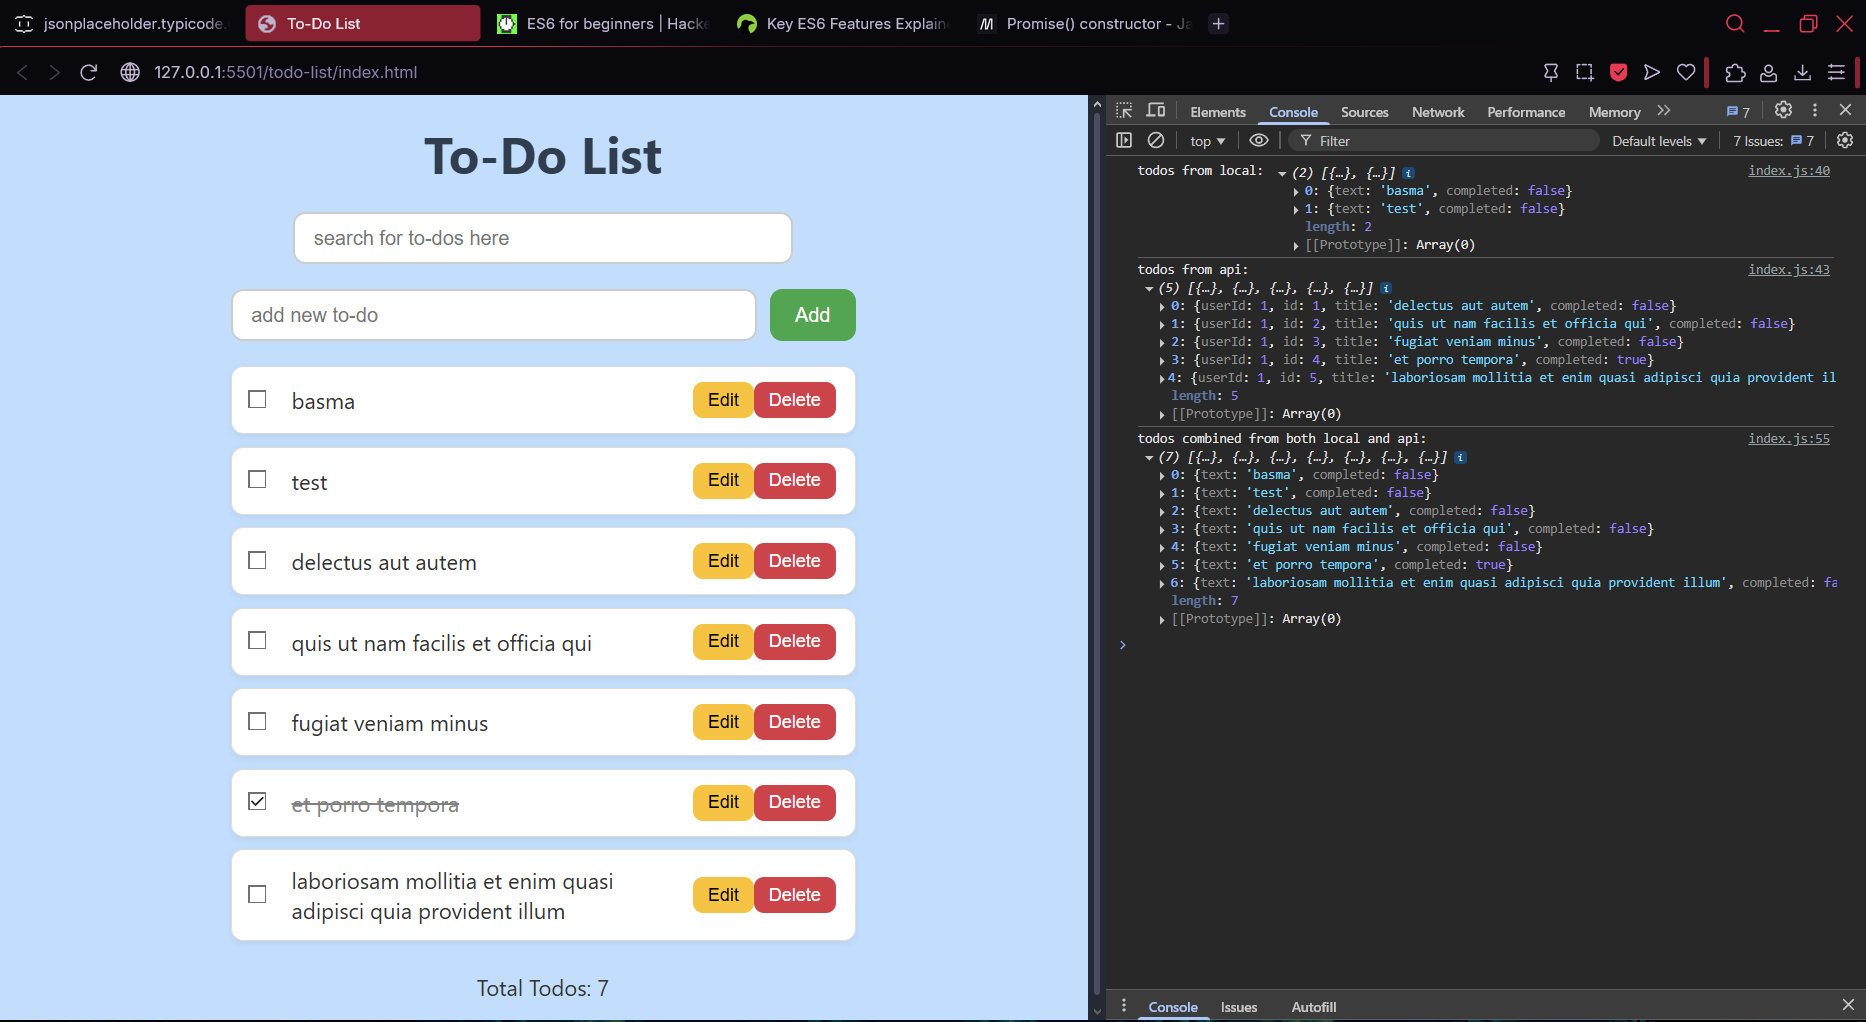 jsonplaceholder.typicode.
To-Do List
ES6 for beginners | Hacke
Key ES6 Features Explain
Promise() constructor - Ja
127.0.0.1:5501/todo-list/index.html
To-Do List
search for to-dos here
add new to-do
Add
basma
Edit
Delete
test
Edit
Delete
delectus aut autem
Edit
Delete
quis ut nam facilis et officia qui
Edit
Delete
fugiat veniam minus
Edit
Delete
et porro tempora
Edit
Delete
laboriosam mollitia et enim quasi
adipisci quia provident illum
Edit
Delete
Total Todos: 7
Elements Console Sources Network Performance Memory 7
top Filter Default levels 7 Issues: 7
todos from local: (2) [{…}, {…}] i index.js:40
0: {text: 'basma', completed: false}
1: {text: 'test', completed: false}
length: 2
[[Prototype]]: Array(0)
todos from api: index.js:43
(5) [{…}, {…}, {…}, {…}, {…}] i
0: {userId: 1, id: 1, title: 'delectus aut autem', completed: false}
1: {userId: 1, id: 2, title: 'quis ut nam facilis et officia qui', completed: false}
2: {userId: 1, id: 3, title: 'fugiat veniam minus', completed: false}
3: {userId: 1, id: 4, title: 'et porro tempora', completed: true}
4: {userId: 1, id: 5, title: 'laboriosam mollitia et enim quasi adipisci quia provident il
length: 5
[[Prototype]]: Array(0)
todos combined from both local and api: index.js:55
(7) [{…}, {…}, {…}, {…}, {…}, {…}, {…}] i
0: {text: 'basma', completed: false}
1: {text: 'test', completed: false}
2: {text: 'delectus aut autem', completed: false}
3: {text: 'quis ut nam facilis et officia qui', completed: false}
4: {text: 'fugiat veniam minus', completed: false}
5: {text: 'et porro tempora', completed: true}
6: {text: 'laboriosam mollitia et enim quasi adipisci quia provident illum', completed: fa
length: 7
[[Prototype]]: Array(0)
Console Issues Autofill